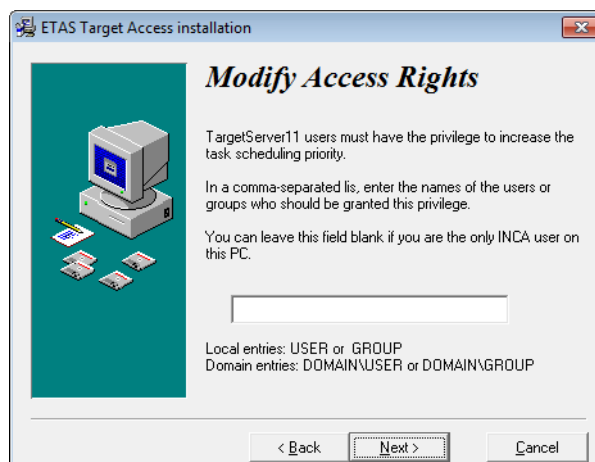 ETAS Target Access installation
Modify Access Rights
TargetServer11 users must have the privilege to increase the
task scheduling priority.
In a comma-separated lis, enter the names of the users or
groups who should be granted this privilege.
You can leave this field blank if you are the only INCA user on
this PC.
Local entries: USER or GROUP
Domain entries: DOMAIN\USER or DOMAIN\GROUP
< Back
Next >
Cancel